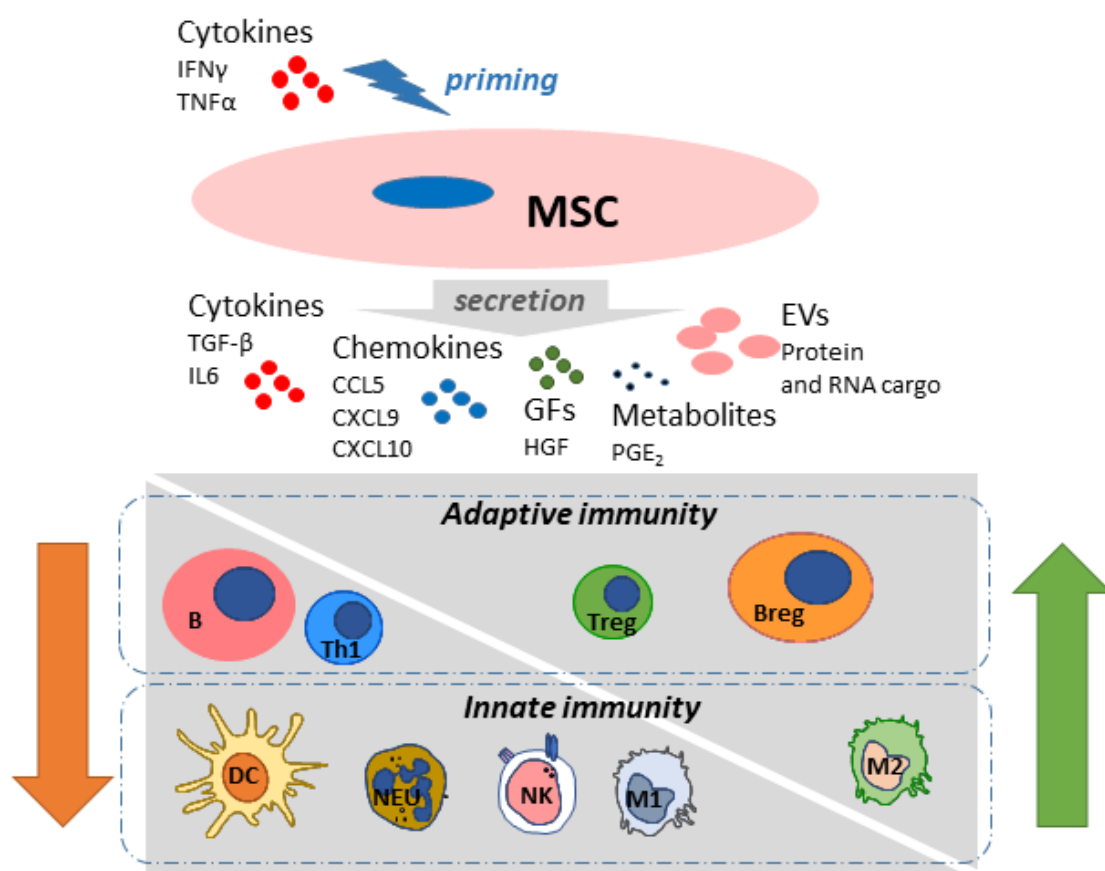 Cytokines
IFNγ
TNFα
priming
MSC
secretion
Cytokines
TGF-β
IL6
Chemokines
CCL5
CXCL9
CXCL10
GFs
HGF
Metabolites
PGE₂
EVs
Protein
and RNA cargo
Adaptive immunity
B
Th1
Treg
Breg
Innate immunity
DC
NEU
NK
M1
M2